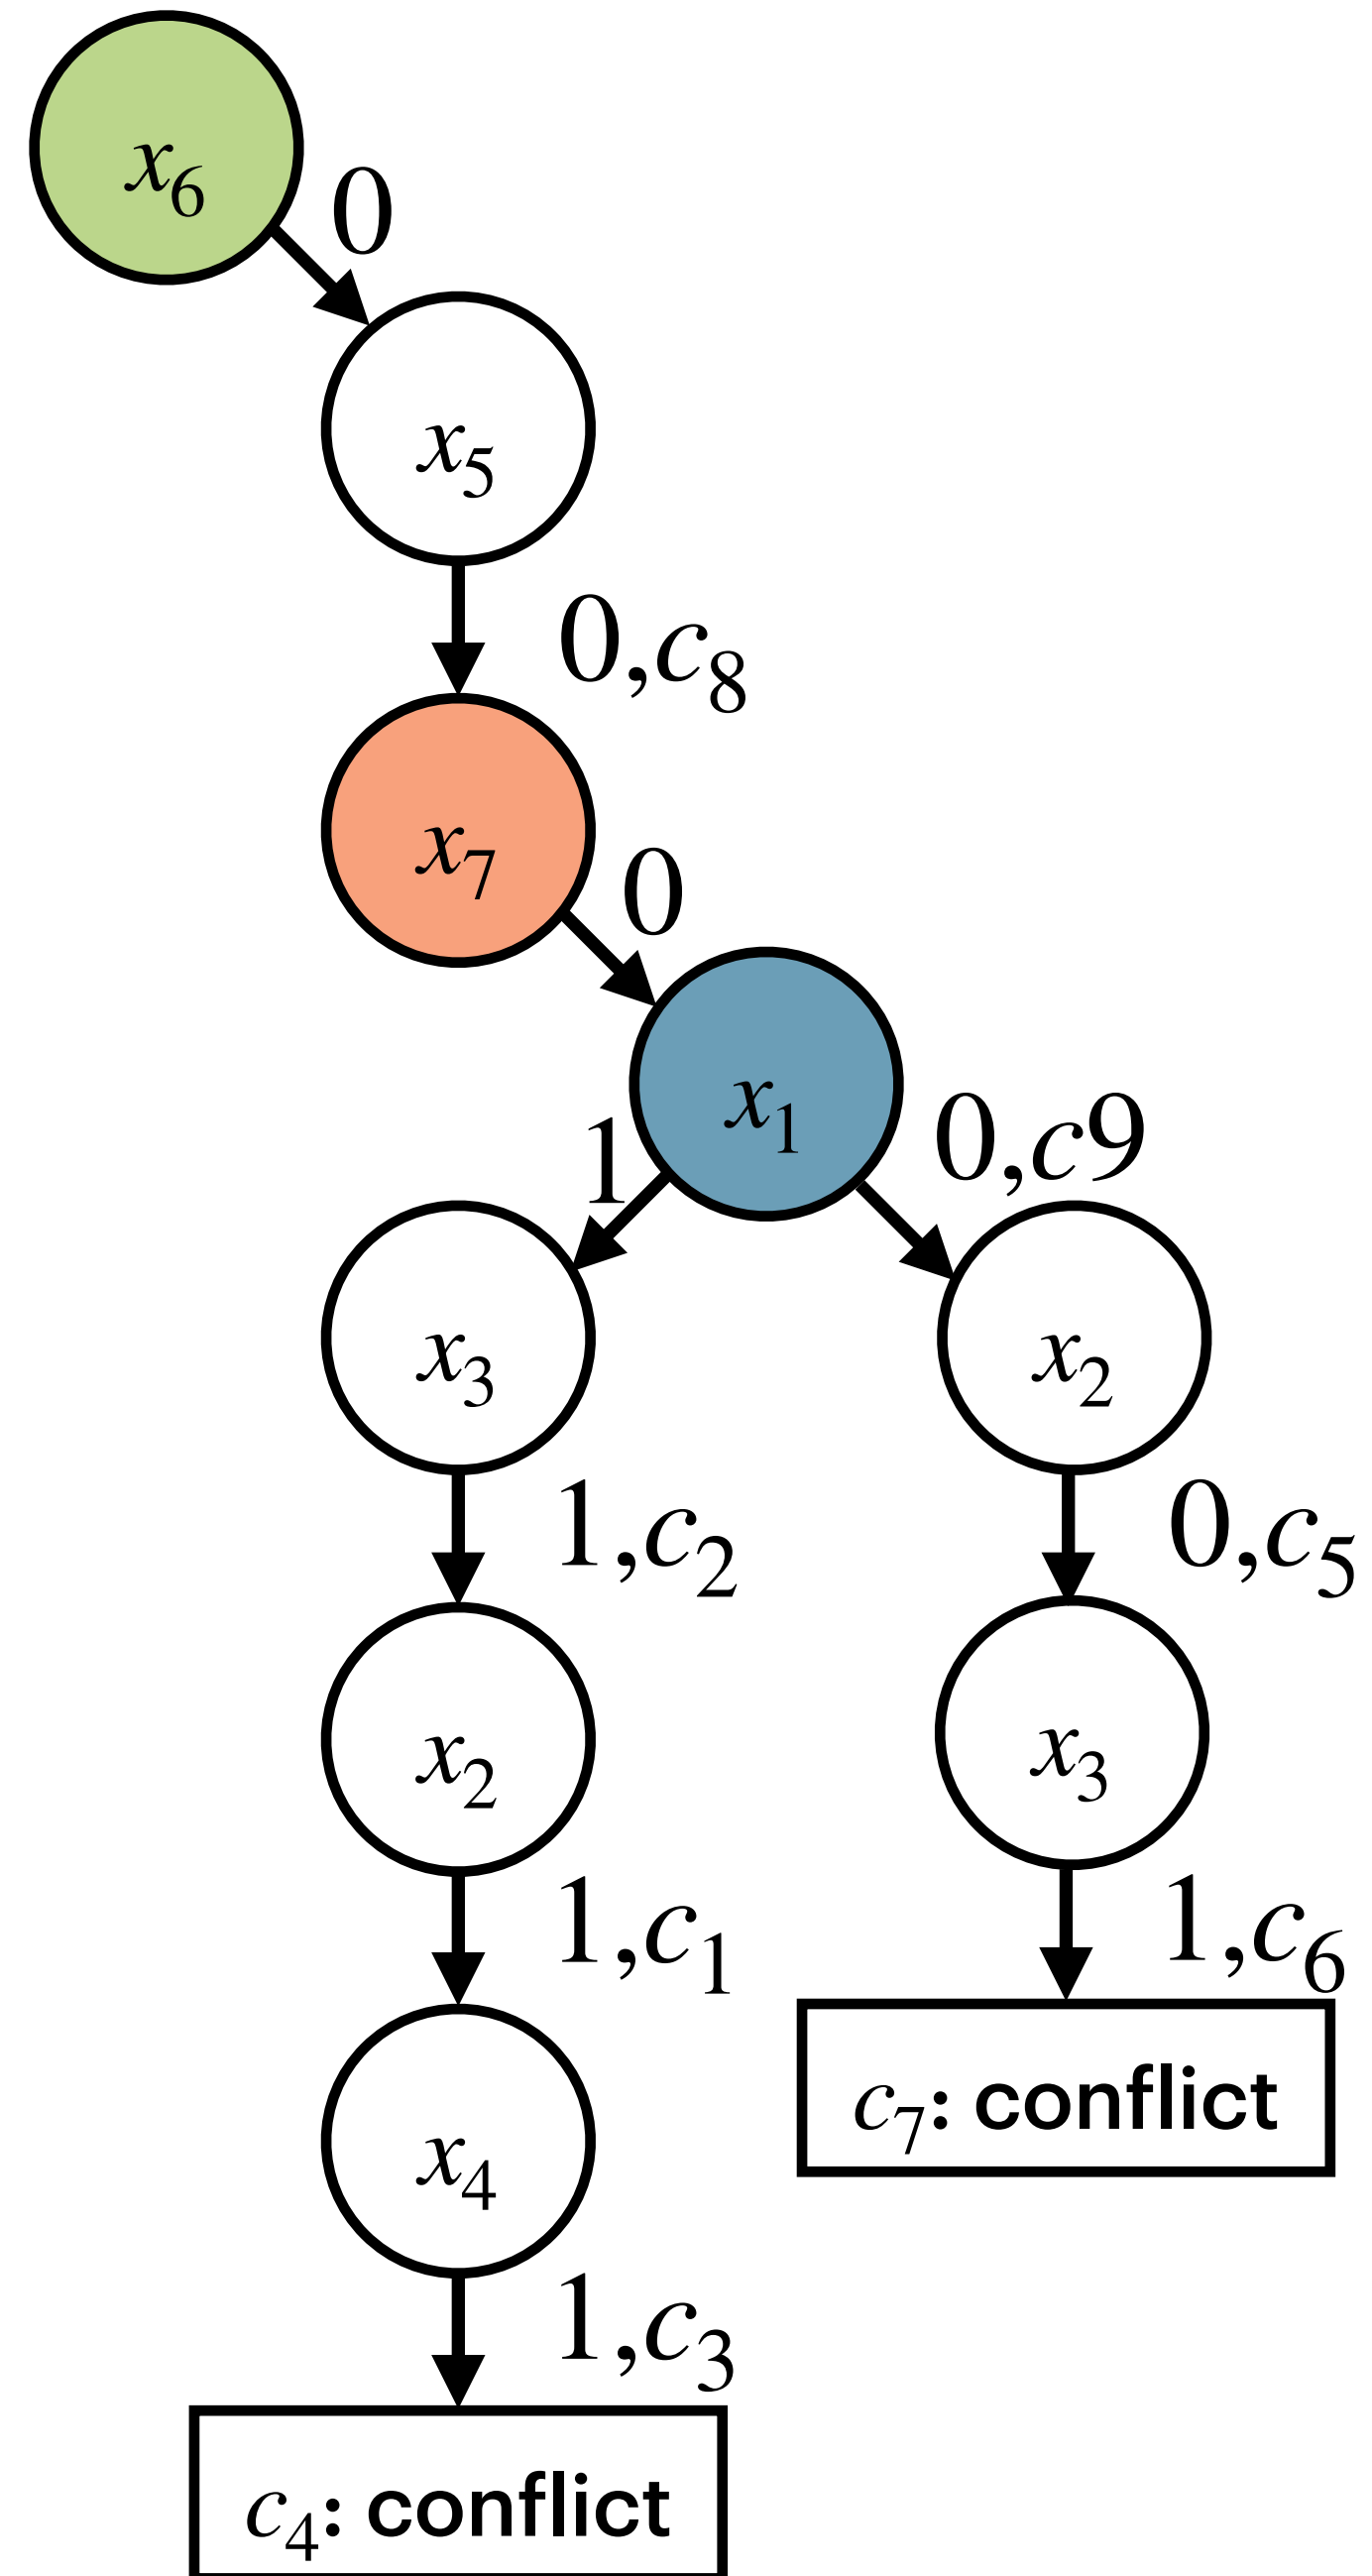 x₆
0
x₅
0,c₈
x₇
0
x₁
1
0,c9
x₃
x₂
1,c₂
0,c₅
x₂
x₃
1,c₁
1,c₆
x₄
c₇: conflict
1,c₃
c₄: conflict